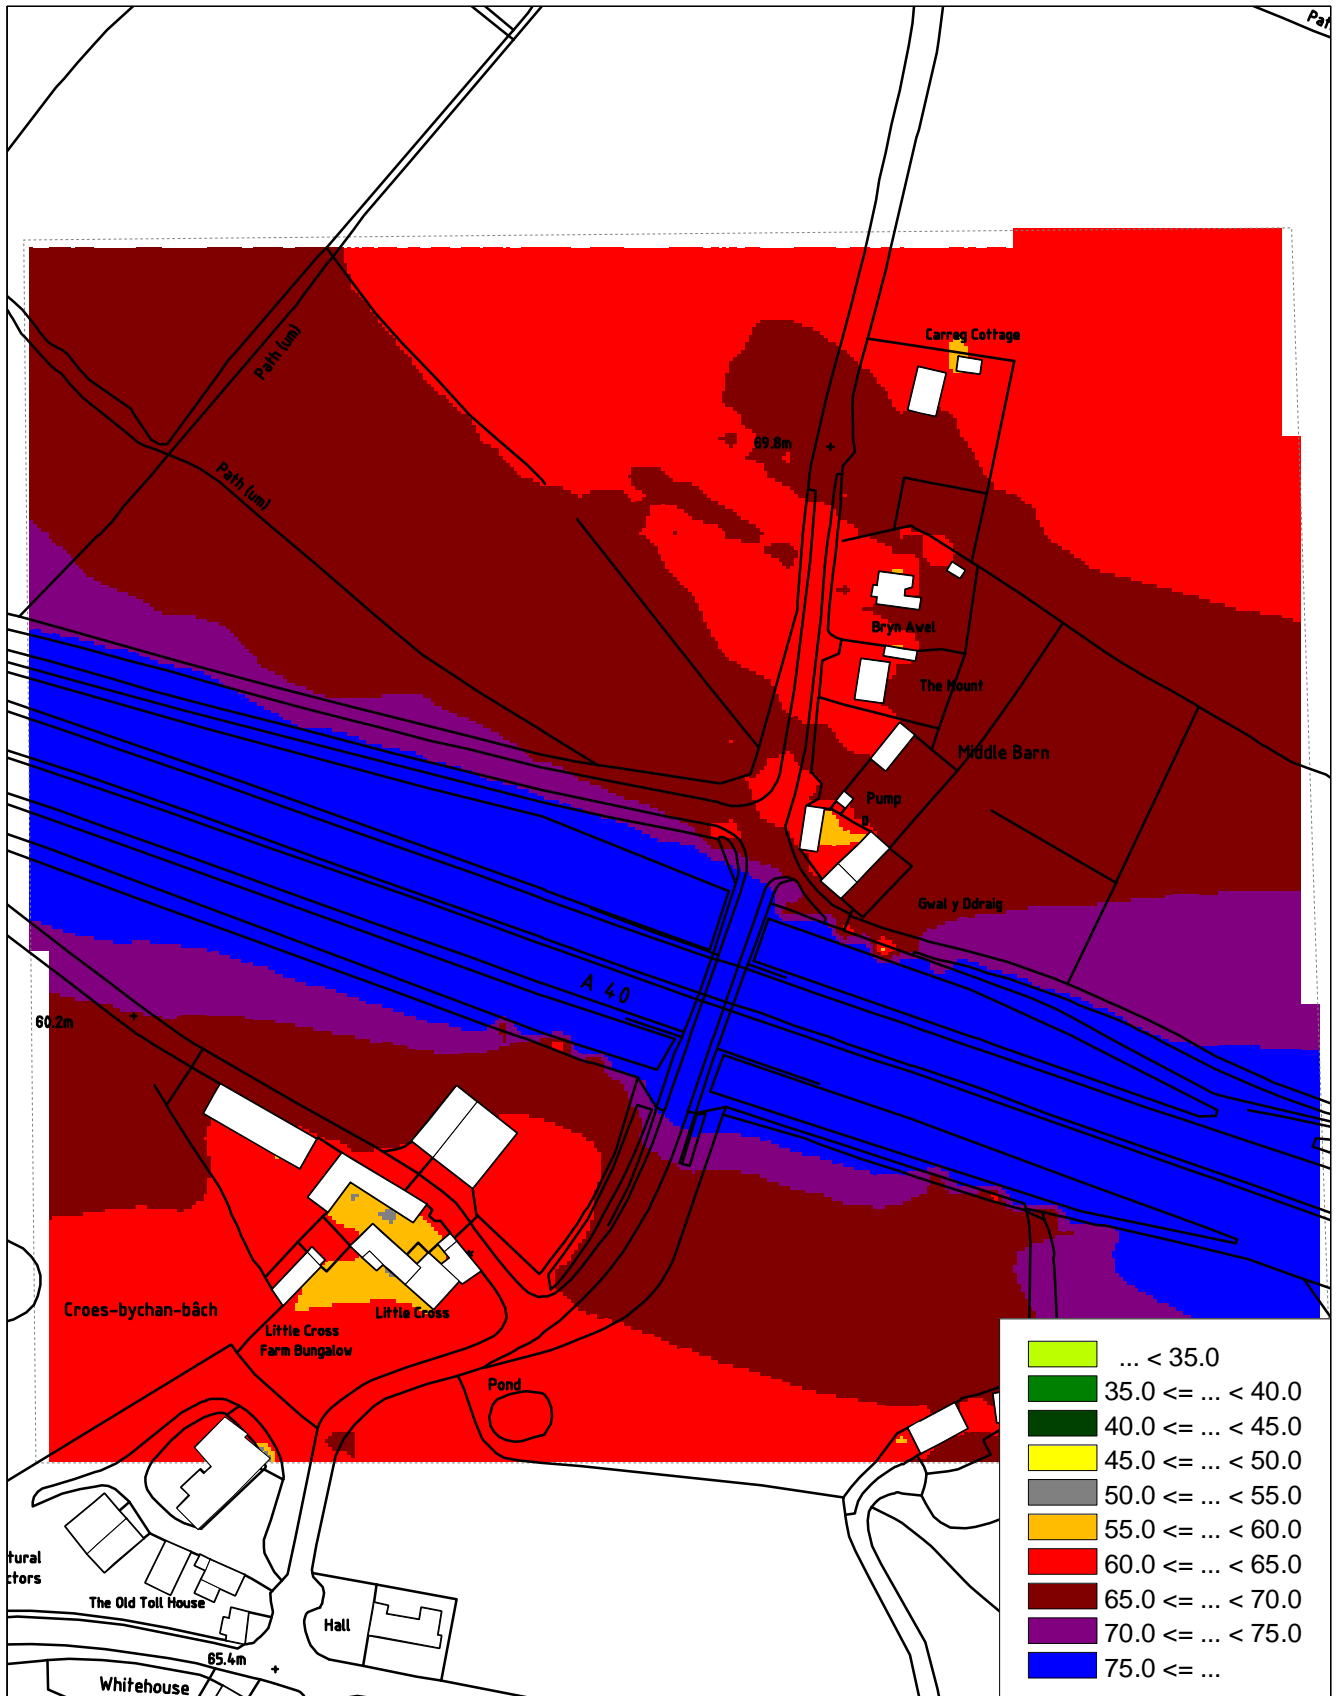 Carreg Cottage
Path (um)
69.8m
Path (um)
Bryn Awel
The Mount
Middle Barn
Pump
Gwal y Ddraig
A 40
60.2m
Croes-bychan-bâch
Little Cross
Little Cross
Farm Bungalow
Pond
tural
ctors
The Old Toll House
Hall
65.4m
Whitehouse
... < 35.0
35.0 <= ... < 40.0
40.0 <= ... < 45.0
45.0 <= ... < 50.0
50.0 <= ... < 55.0
55.0 <= ... < 60.0
60.0 <= ... < 65.0
65.0 <= ... < 70.0
70.0 <= ... < 75.0
75.0 <= ...